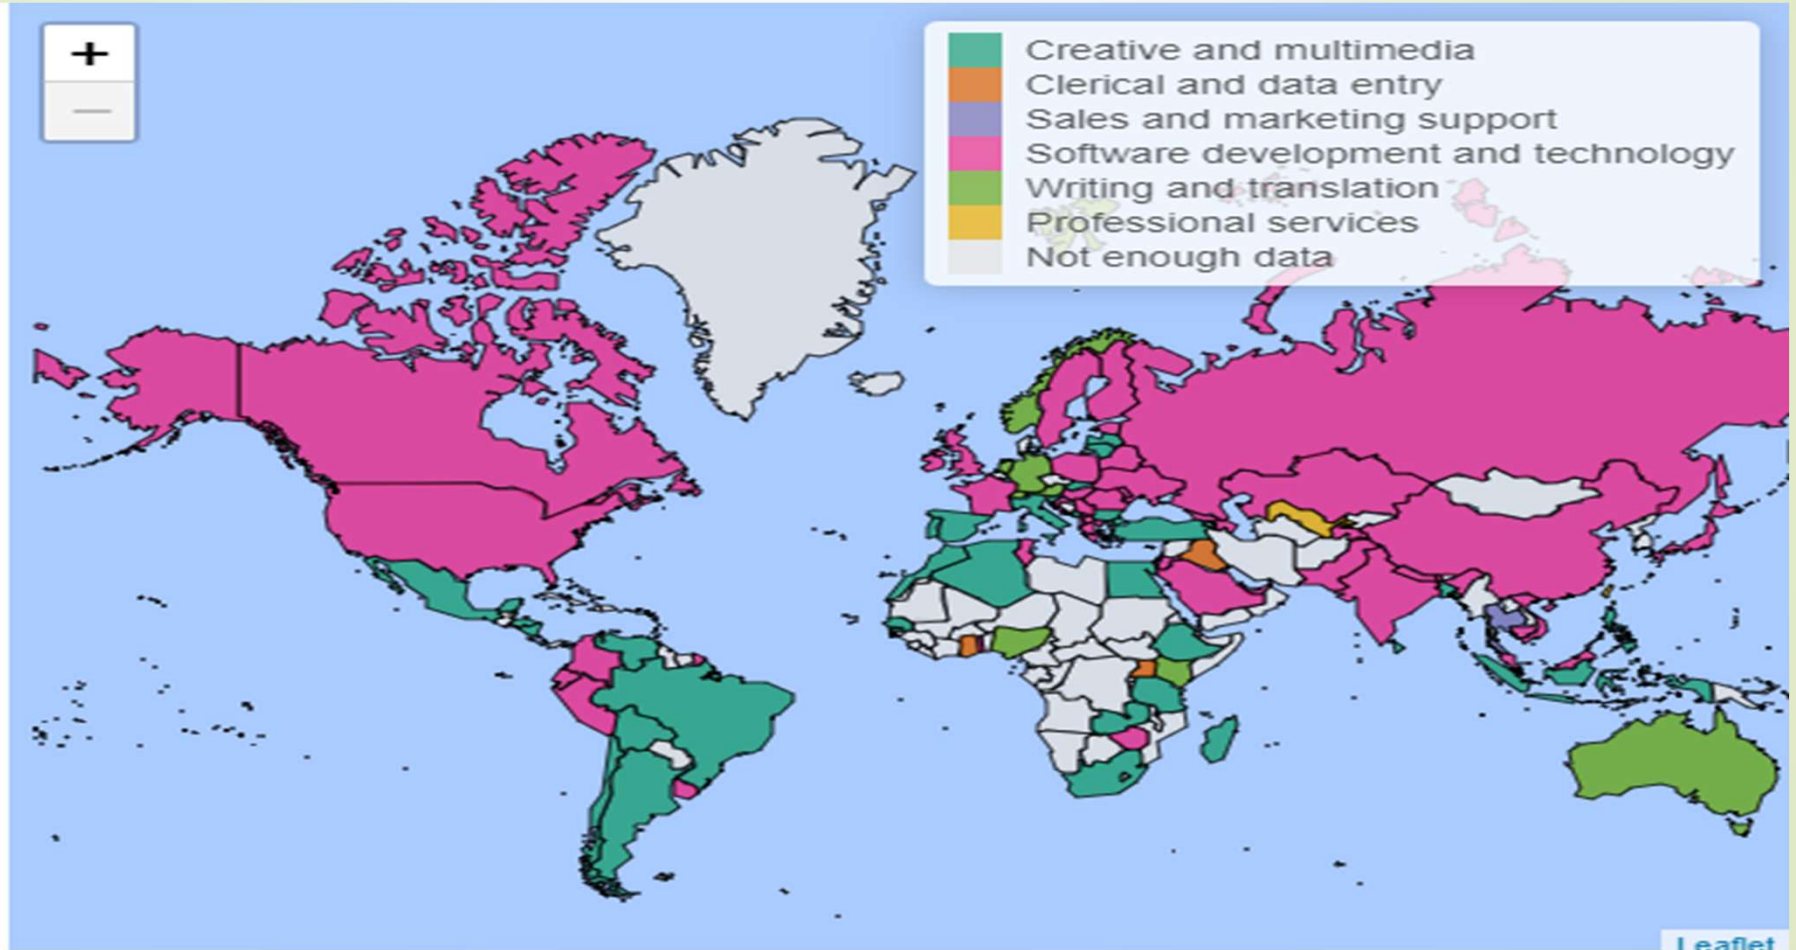 +
−
Creative and multimedia
Clerical and data entry
Sales and marketing support
Software development and technology
Writing and translation
Professional services
Not enough data
Leaflet